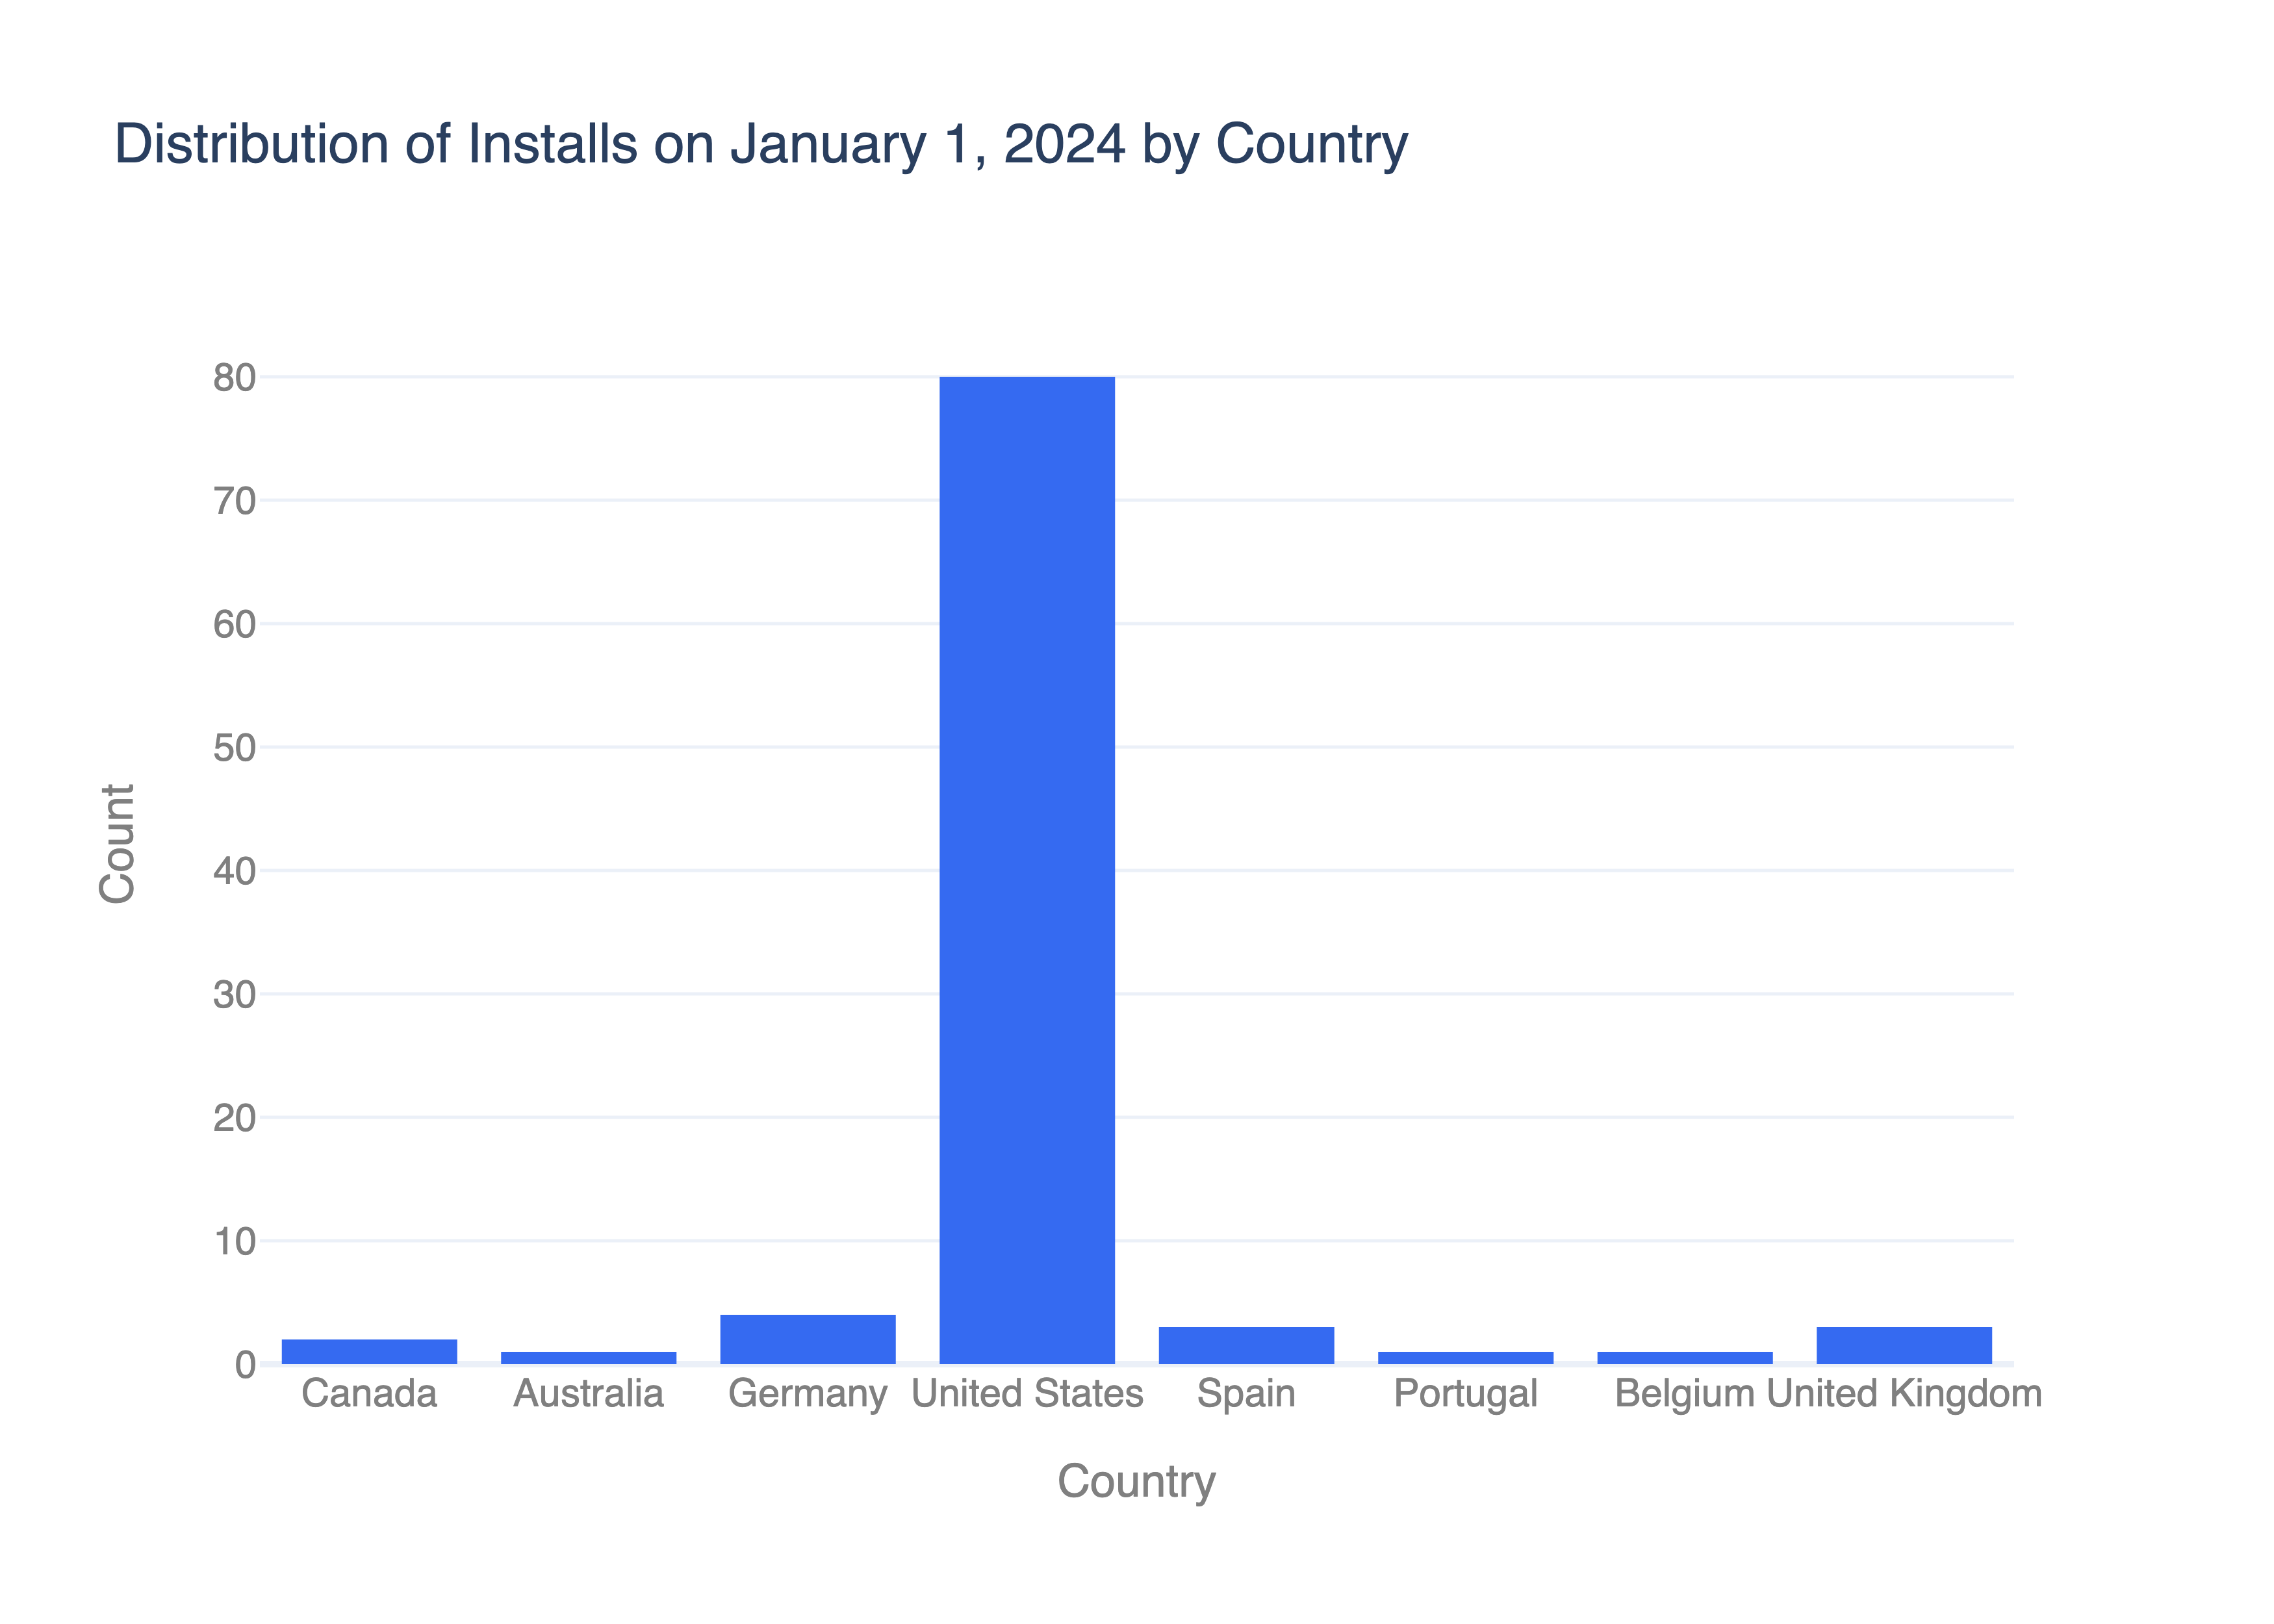 Distribution of Installs on January 1, 2024 by Country
80
70
60
50
40
30
20
10
0
Count
Canada Australia Germany United States Spain Portugal Belgium United Kingdom
Country